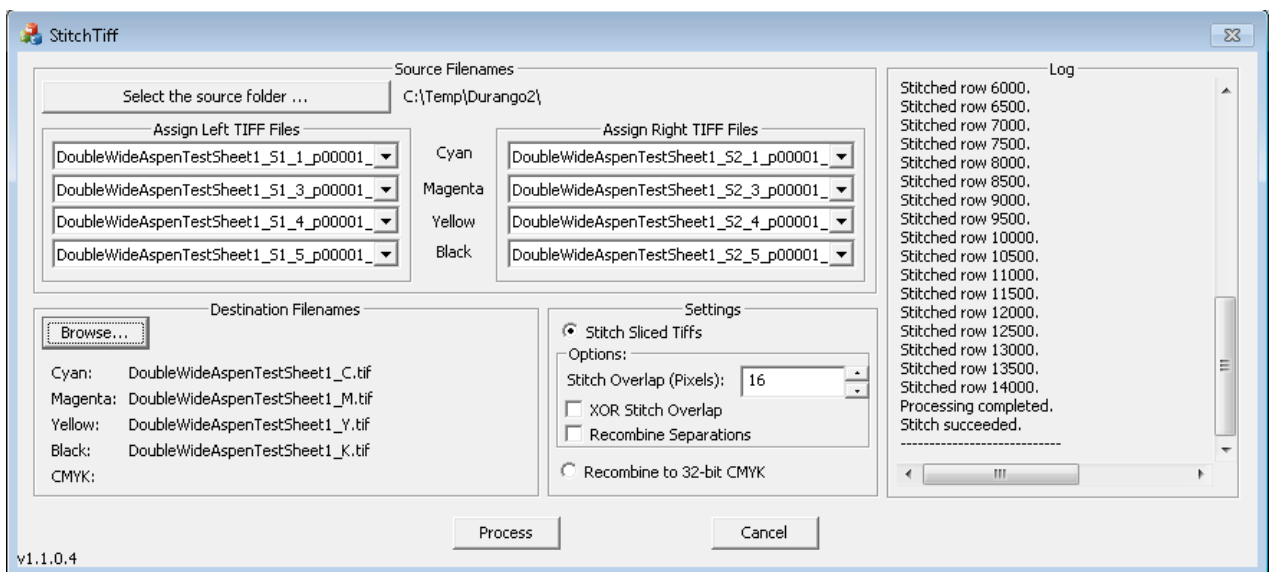 StitchTiff
Source Filenames
Select the source folder ...
C:\Temp\Durango2\
Assign Left TIFF Files
Assign Right TIFF Files
DoubleWideAspenTestSheet1_S1_1_p00001_
Cyan
DoubleWideAspenTestSheet1_S2_1_p00001_
DoubleWideAspenTestSheet1_S1_3_p00001_
Magenta
DoubleWideAspenTestSheet1_S2_3_p00001_
DoubleWideAspenTestSheet1_S1_4_p00001_
Yellow
DoubleWideAspenTestSheet1_S2_4_p00001_
DoubleWideAspenTestSheet1_S1_5_p00001_
Black
DoubleWideAspenTestSheet1_S2_5_p00001_
Destination Filenames
Browse...
Cyan: DoubleWideAspenTestSheet1_C.tif
Magenta: DoubleWideAspenTestSheet1_M.tif
Yellow: DoubleWideAspenTestSheet1_Y.tif
Black: DoubleWideAspenTestSheet1_K.tif
CMYK:
Settings
Stitch Sliced Tiffs
Options:
Stitch Overlap (Pixels): 16
XOR Stitch Overlap
Recombine Separations
Recombine to 32-bit CMYK
Log
Stitched row 6000.
Stitched row 6500.
Stitched row 7000.
Stitched row 7500.
Stitched row 8000.
Stitched row 8500.
Stitched row 9000.
Stitched row 9500.
Stitched row 10000.
Stitched row 10500.
Stitched row 11000.
Stitched row 11500.
Stitched row 12000.
Stitched row 12500.
Stitched row 13000.
Stitched row 13500.
Stitched row 14000.
Processing completed.
Stitch succeeded.
----------------------------
Process
Cancel
v1.1.0.4